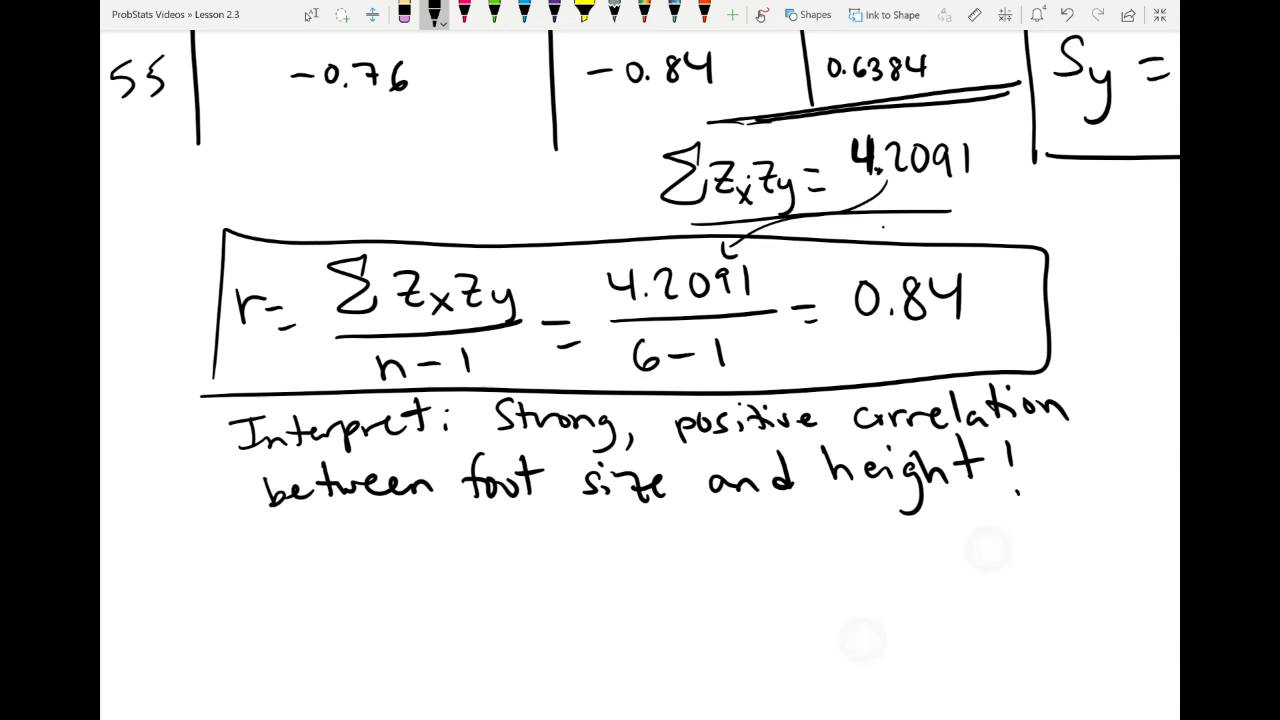 ProbStats Videos » Lesson 2.3
Shapes
Ink to Shape
4
55 -0.76 -0.84 0.6384 Sy =
∑ZxZy = 4.2091
r = ∑ZxZy / n-1 = 4.2091 / 6-1 = 0.84
Interpret: Strong, positive correlation
between foot size and height!